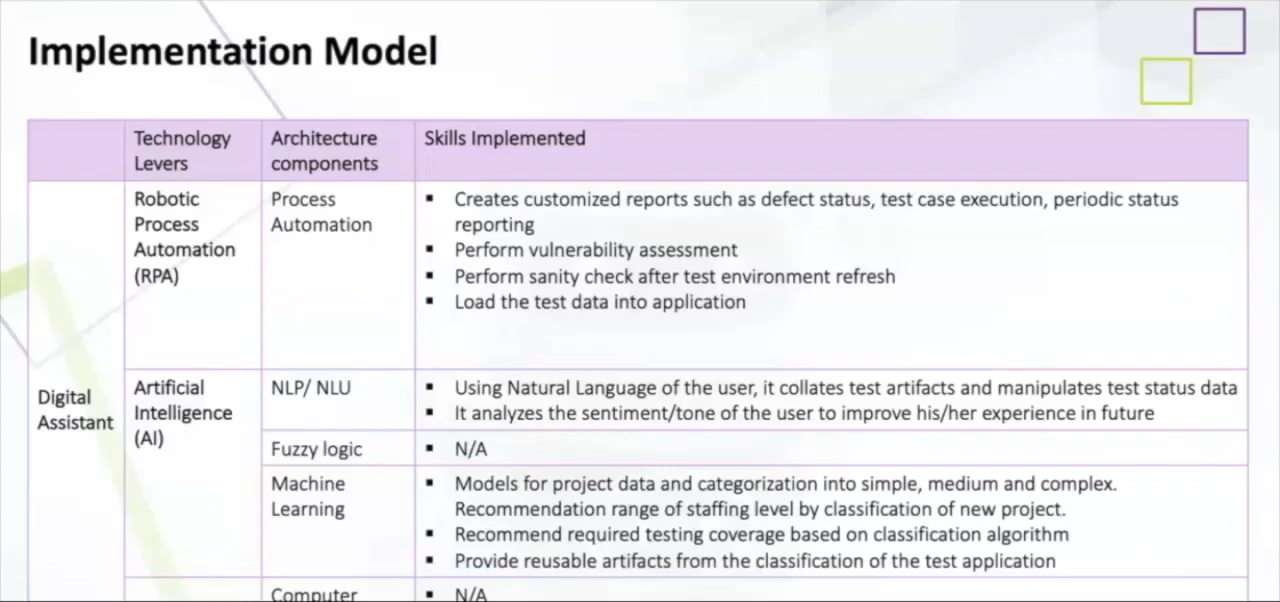 Implementation Model
Technology
Levers
Architecture
components
Skills Implemented
Digital
Assistant
Robotic
Process
Automation
(RPA)
Process
Automation
▪ Creates customized reports such as defect status, test case execution, periodic status
reporting
▪ Perform vulnerability assessment
▪ Perform sanity check after test environment refresh
▪ Load the test data into application
Artificial
Intelligence
(AI)
NLP/ NLU
▪ Using Natural Language of the user, it collates test artifacts and manipulates test status data
▪ It analyzes the sentiment/tone of the user to improve his/her experience in future
Fuzzy logic
▪ N/A
Machine
Learning
▪ Models for project data and categorization into simple, medium and complex.
Recommendation range of staffing level by classification of new project.
▪ Recommend required testing coverage based on classification algorithm
▪ Provide reusable artifacts from the classification of the test application
Computer
▪ N/A